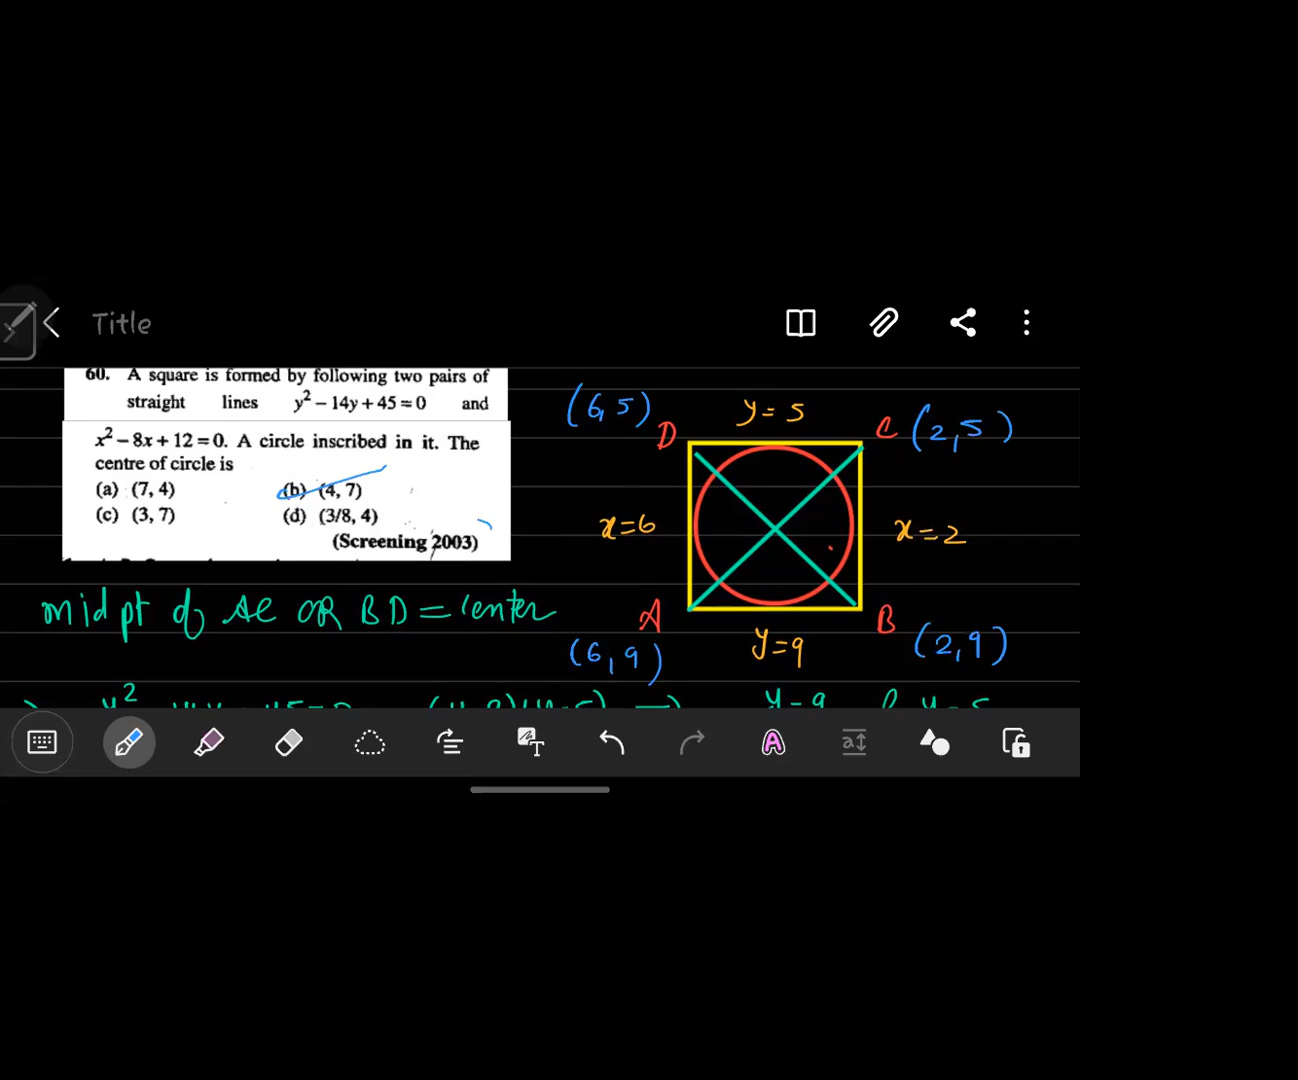 Title
60. A square is formed by following two pairs of
straight lines y² – 14y + 45 = 0 and
x² – 8x + 12 = 0. A circle inscribed in it. The
centre of circle is
(a) (7, 4) (b) (4, 7)
(c) (3, 7) (d) (3/8, 4)
(Screening 2003)
(6,5) D y=5 C (2,5)
x=6 x=2
A y=9 B
(6,9) (2,9)
mid pt of AC OR BD = center